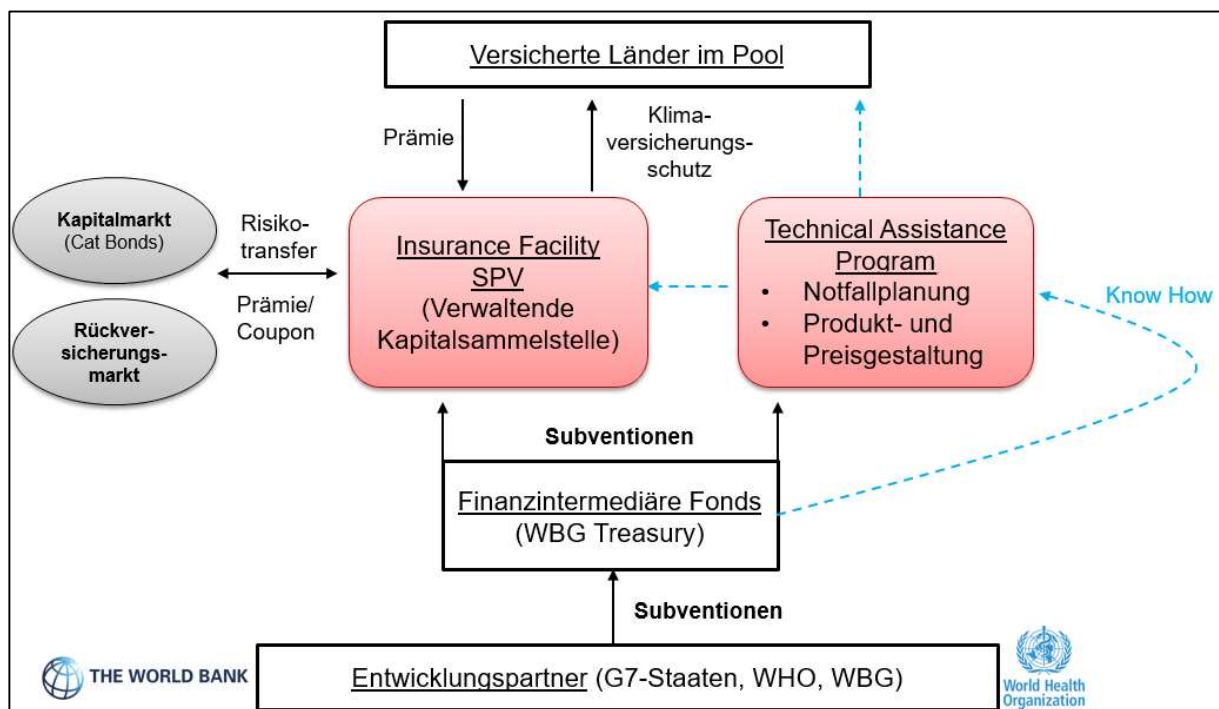 Versicherte Länder im Pool
Prämie
Klima-
versicherungs-
schutz
Kapitalmarkt
(Cat Bonds)
Risiko-
transfer
Prämie/
Coupon
Rückver-
sicherungs-
markt
Insurance Facility
SPV
(Verwaltende
Kapitalsammelstelle)
Technical Assistance
Program
• Notfallplanung
• Produkt- und
Preisgestaltung
Know How
Subventionen
Finanzintermediäre Fonds
(WBG Treasury)
Subventionen
THE WORLD BANK
Entwicklungspartner (G7-Staaten, WHO, WBG)
World Health
Organization